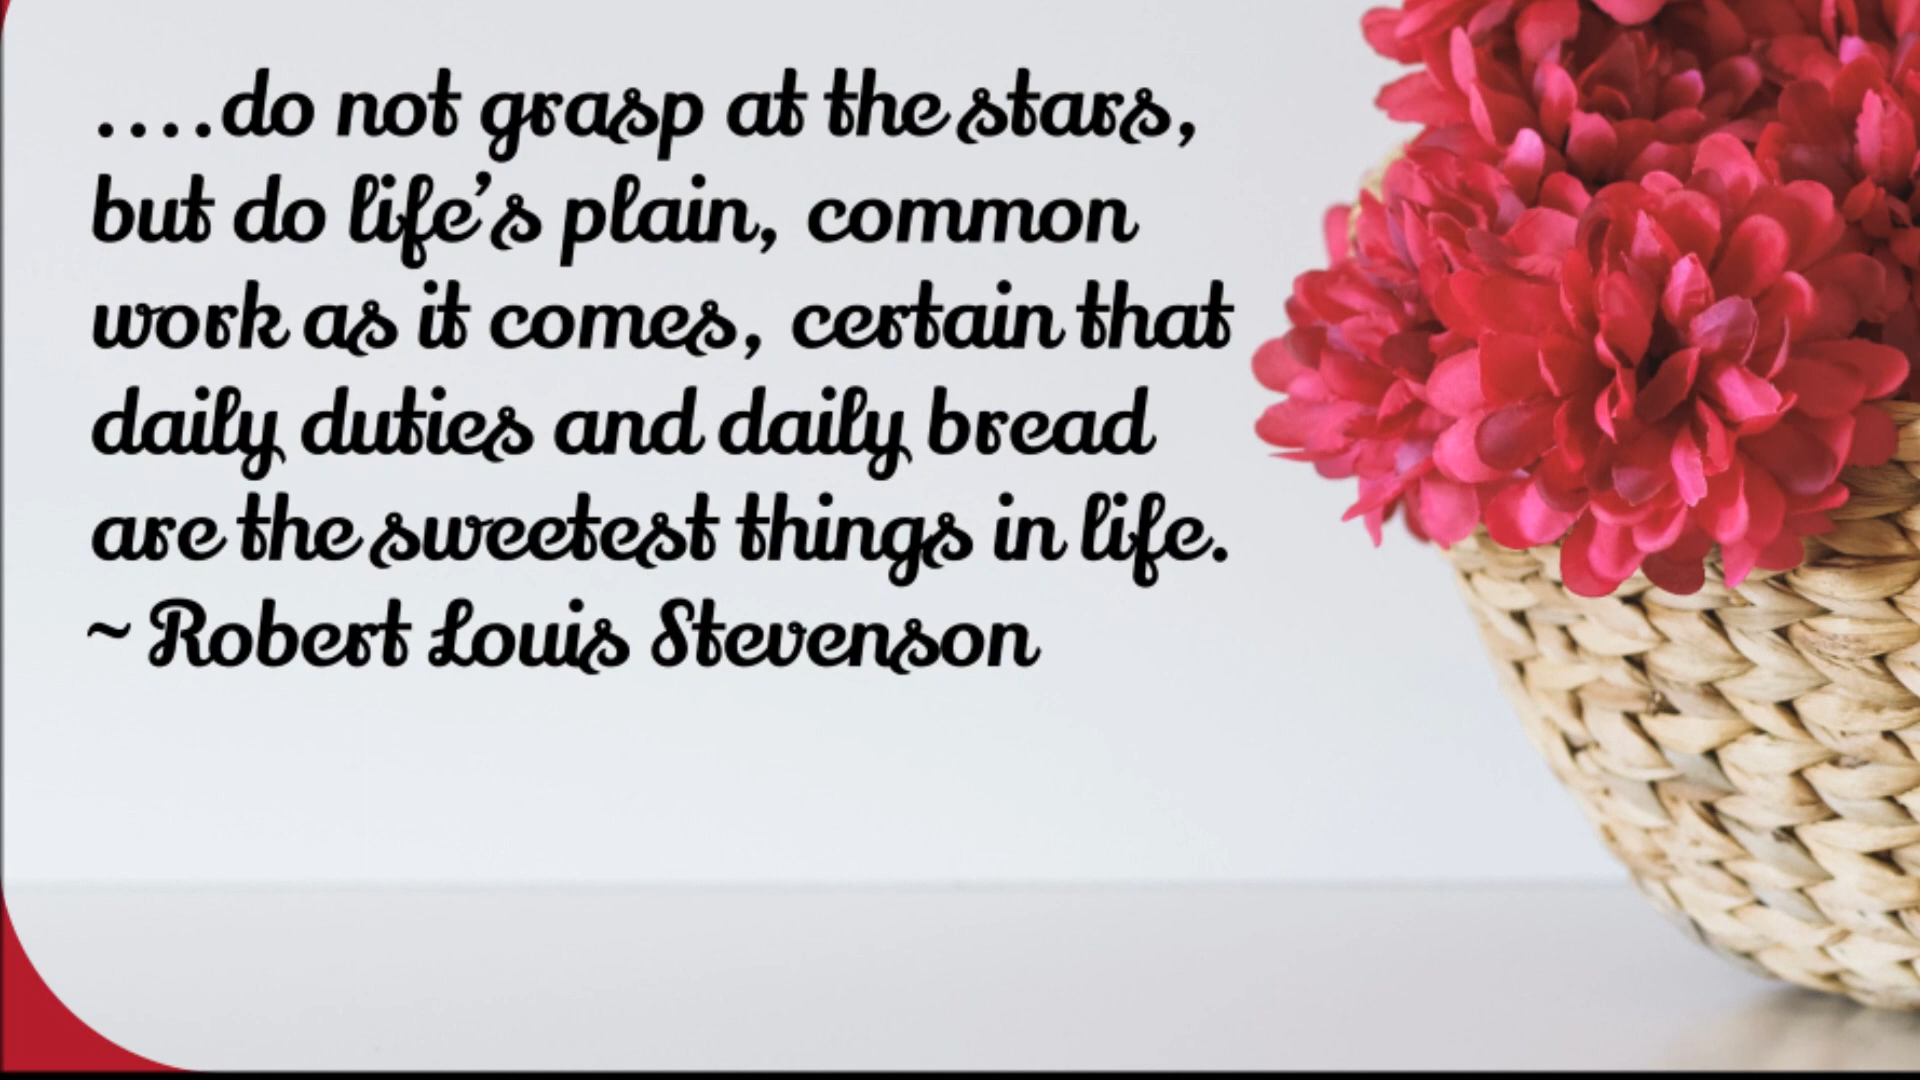 ....do not grasp at the stars,
but do life’s plain, common
work as it comes, certain that
daily duties and daily bread
are the sweetest things in life.
~ Robert Louis Stevenson